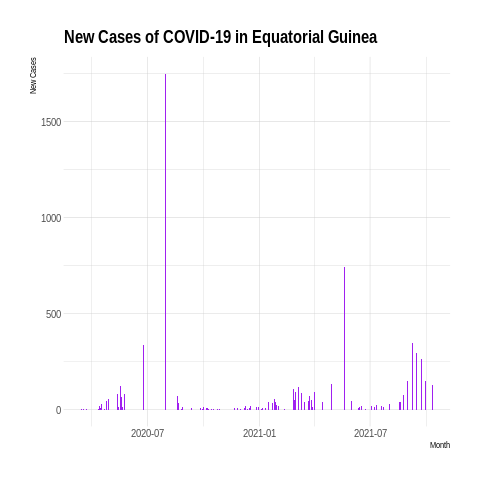 New Cases of COVID-19 in Equatorial Guinea
New Cases
1500
1000
500
0
2020-07
2021-01
2021-07
Month